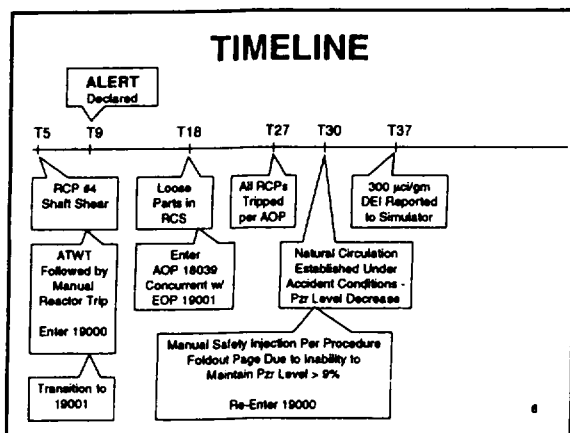 TIMELINE
ALERT
Declared
T5 T9 T18 T27 T30 T37
RCP #4
Shaft Shear
Loose
Parts in
RCS
All RCPs
Tripped
per AOP
300 µci/gm
DEI Reported
to Simulator
ATWT
Followed by
Manual
Reactor Trip
Enter 19000
Enter
AOP 18039
Concurrent w/
EOP 19001
Natural Circulation
Established Under
Accident Conditions -
Pzr Level Decrease
Transition to
19001
Manual Safety Injection Per Procedure
Foldout Page Due to Inability to
Maintain Pzr Level > 9%
Re-Enter 19000
6